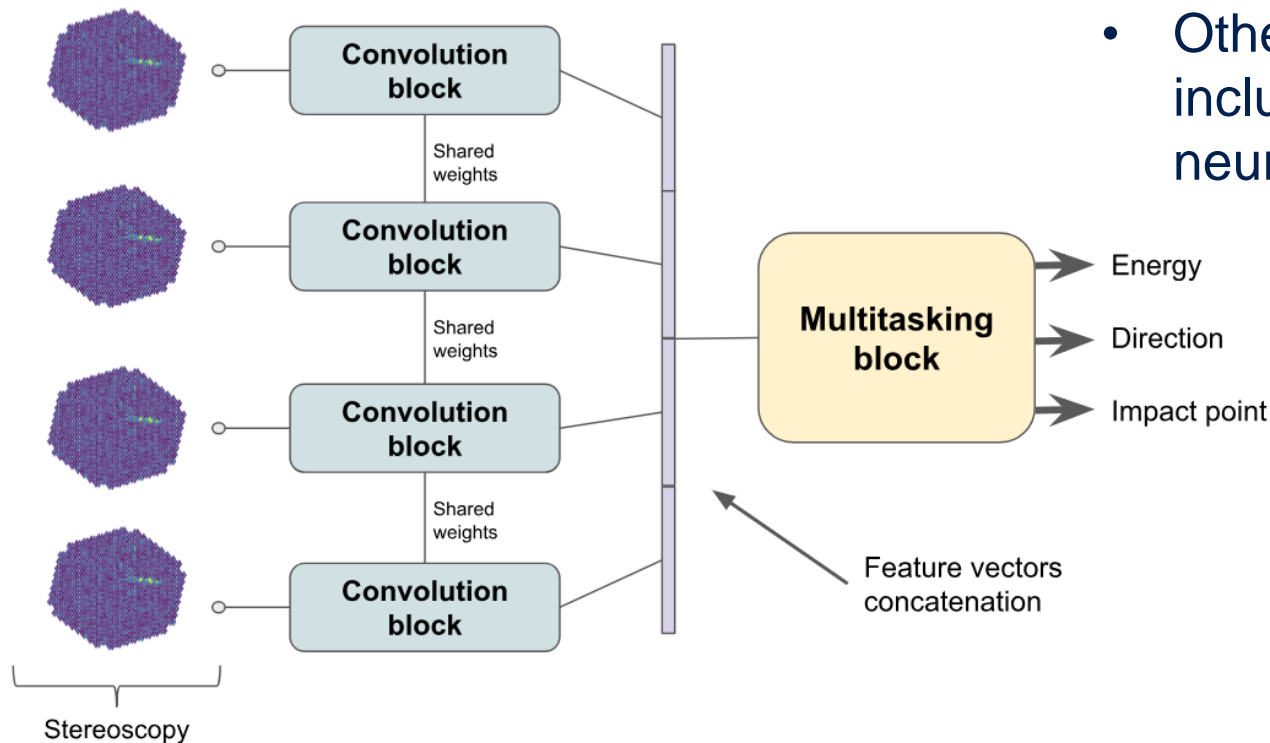 Convolution
block
Shared
weights
Convolution
block
Shared
weights
Convolution
block
Shared
weights
Convolution
block
Stereoscopy
Multitasking
block
Energy
Direction
Impact point
Feature vectors
concatenation
•